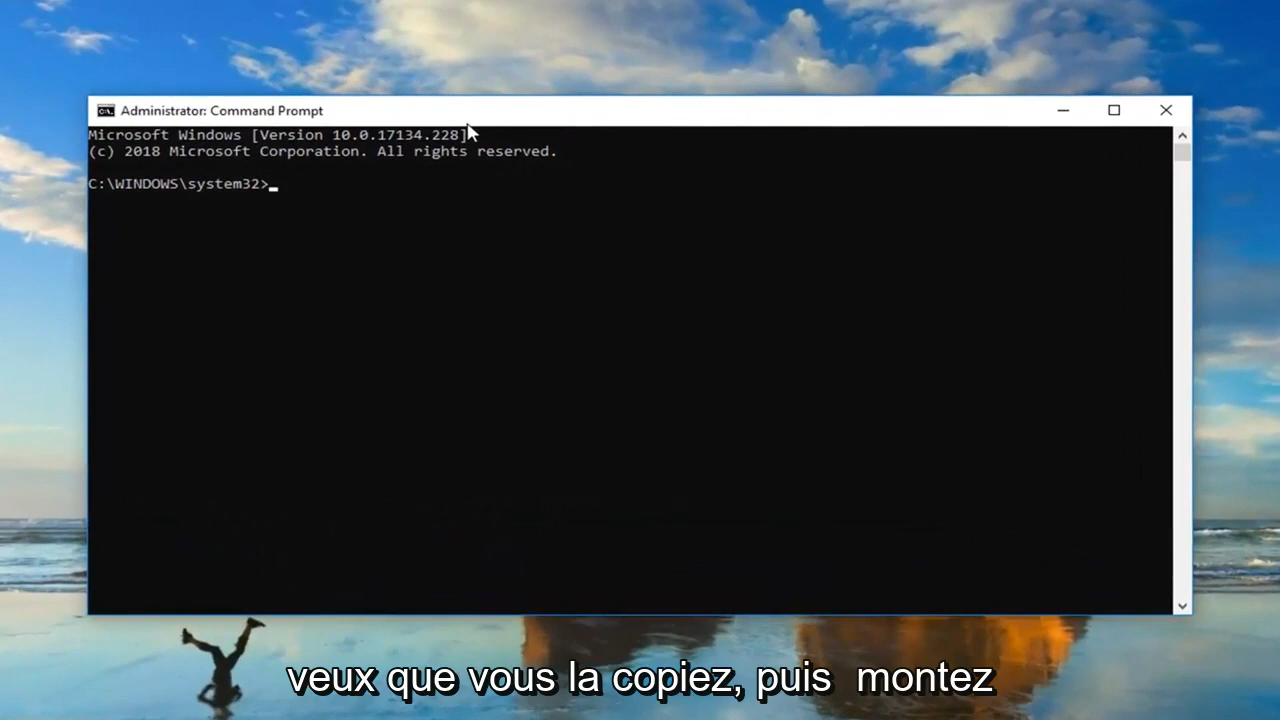 Administrator: Command Prompt
Microsoft Windows [Version 10.0.17134.228]
(c) 2018 Microsoft Corporation. All rights reserved.
C:\WINDOWS\system32>
veux que vous la copiez, puis montez